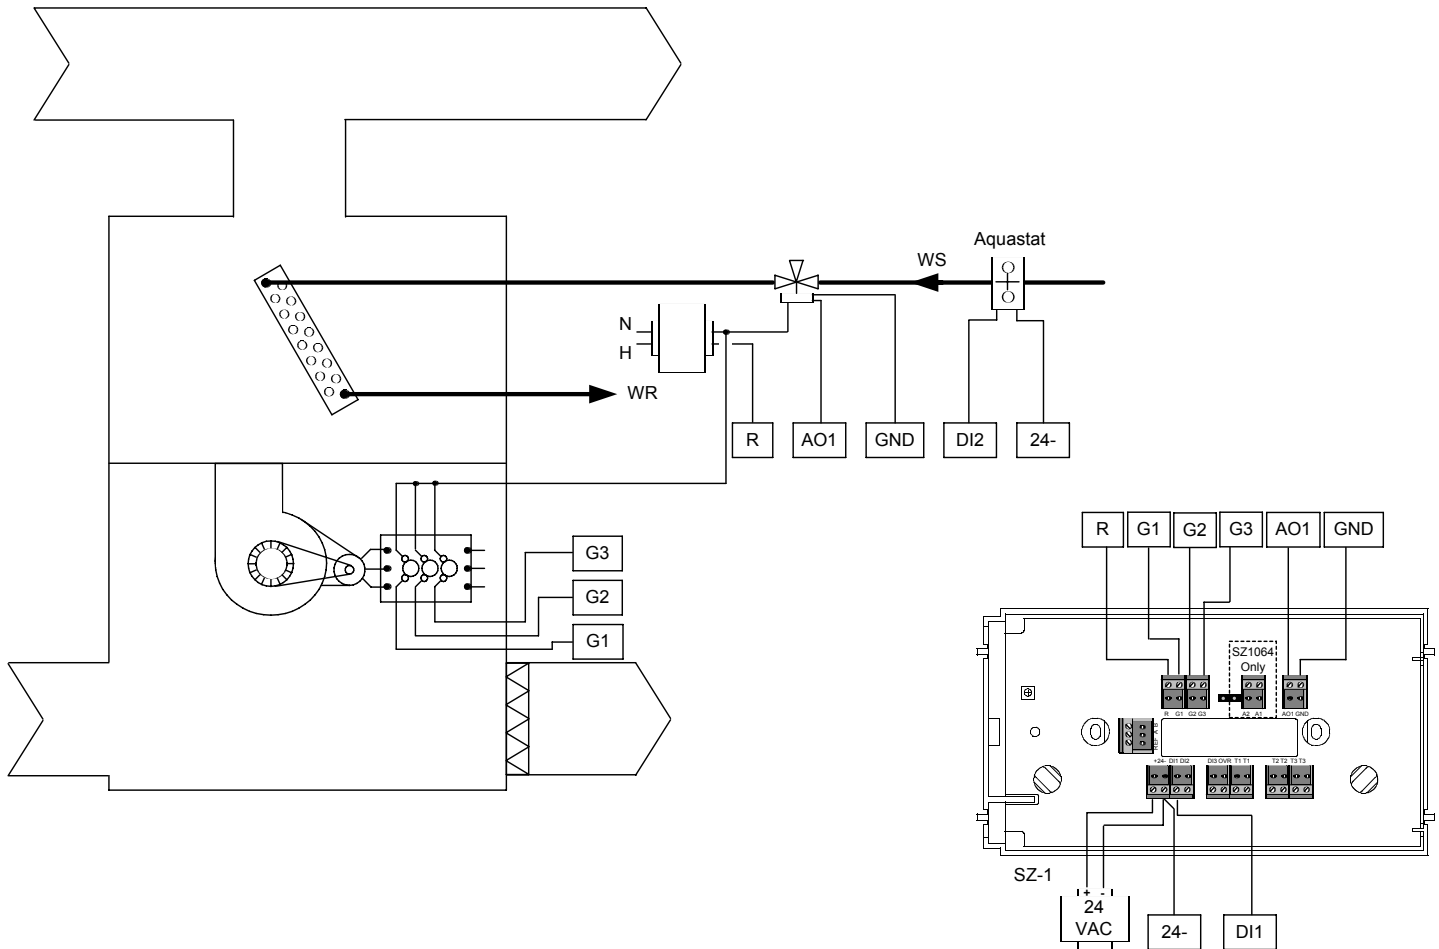 Aquastat
WS
N
H
WR
R
AO1
GND
DI2
24-
G3
G2
G1
R
G1
G2
G3
AO1
GND
SZ1064
Only
R G1 G2 G3
A2 A1
AO1 GND
REF A B
+24- DI1 DI2
DI3 OVR T1 T1
T2 T2 T3 T3
SZ-1
+ -
24
VAC
24-
DI1